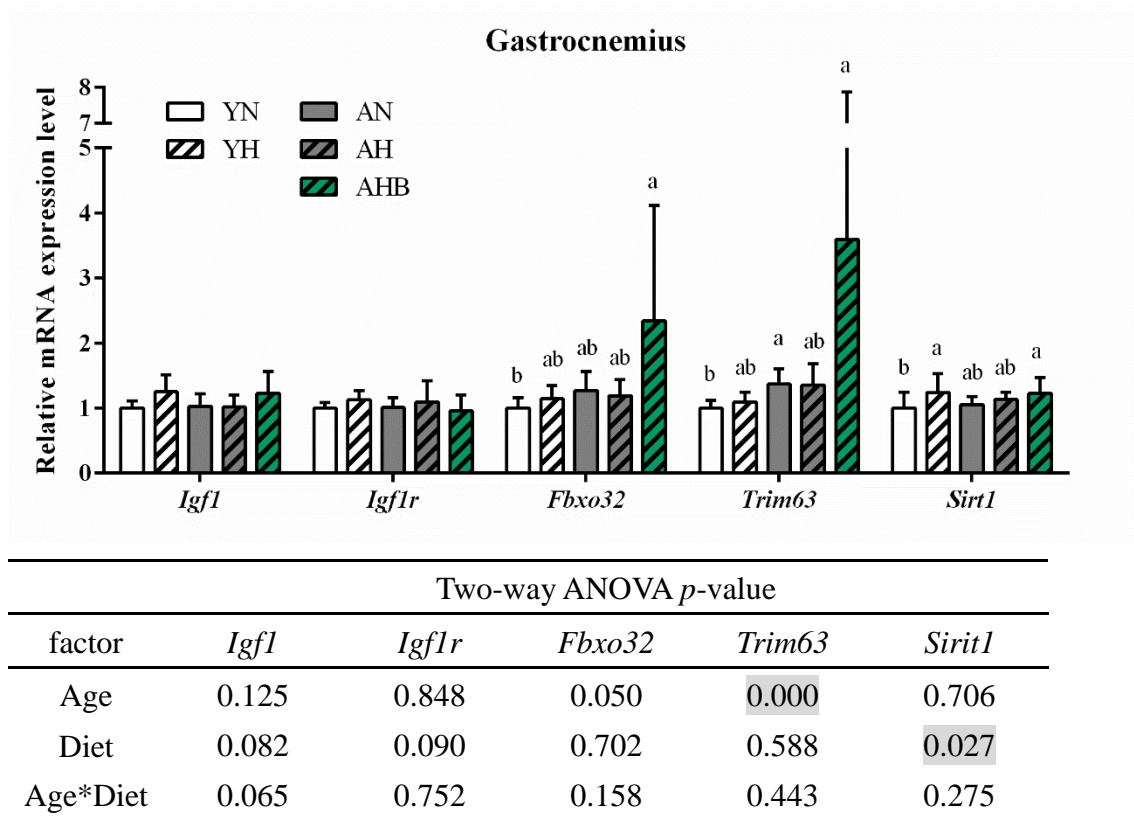 Gastrocnemius
Relative mRNA expression level
8
7
5
4
3
2
1
0
YN AN
YH AH
AHB
b ab ab ab a
b ab a ab a
b a ab ab a
Igf1 Igf1r Fbxo32 Trim63 Sirt1
Two-way ANOVA p-value
factor Igf1 Igf1r Fbxo32 Trim63 Sirit1
Age 0.125 0.848 0.050 0.000 0.706
Diet 0.082 0.090 0.702 0.588 0.027
Age*Diet 0.065 0.752 0.158 0.443 0.275